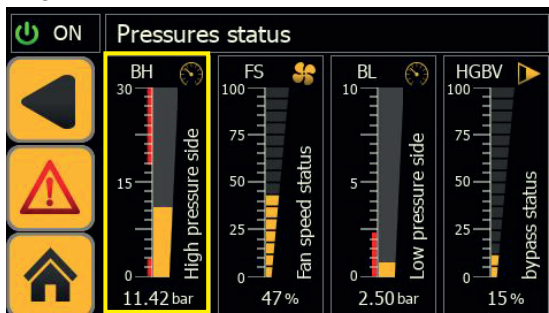 ON Pressures status
BH FS BL HGBV
30 100 10 100
High pressure side
Fan speed status
Low pressure side
bypass status
75 75
15 50 5 50
25 25
0 0 0 0
11.42 bar 47 % 2.50 bar 15 %